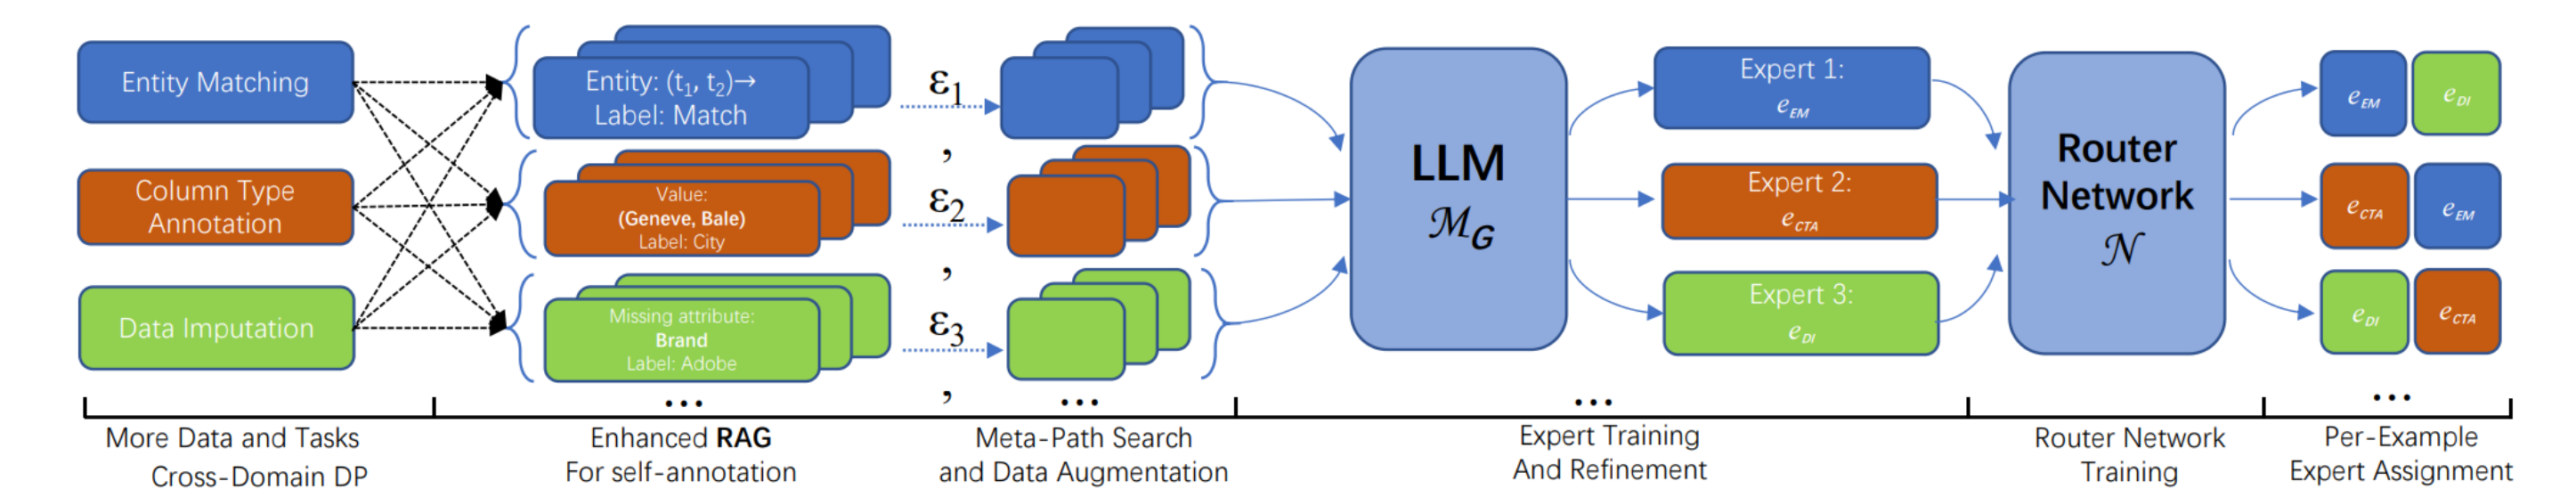 Entity Matching
Column Type
Annotation
Data Imputation
Entity: (t₁, t₂)→
Label: Match
Value:
(Geneve, Bale)
Label: City
Missing attribute:
Brand
Label: Adobe
ε₁
,
ε₂
,
ε₃
,
LLM
ℳG
Expert 1:
eEM
Expert 2:
eCTA
Expert 3:
eDI
Router
Network
𝒩
eEM
eDI
eCTA
eEM
eDI
eCTA
...
...
...
...
More Data and Tasks
Cross-Domain DP
Enhanced RAG
For self-annotation
Meta-Path Search
and Data Augmentation
Expert Training
And Refinement
Router Network
Training
Per-Example
Expert Assignment